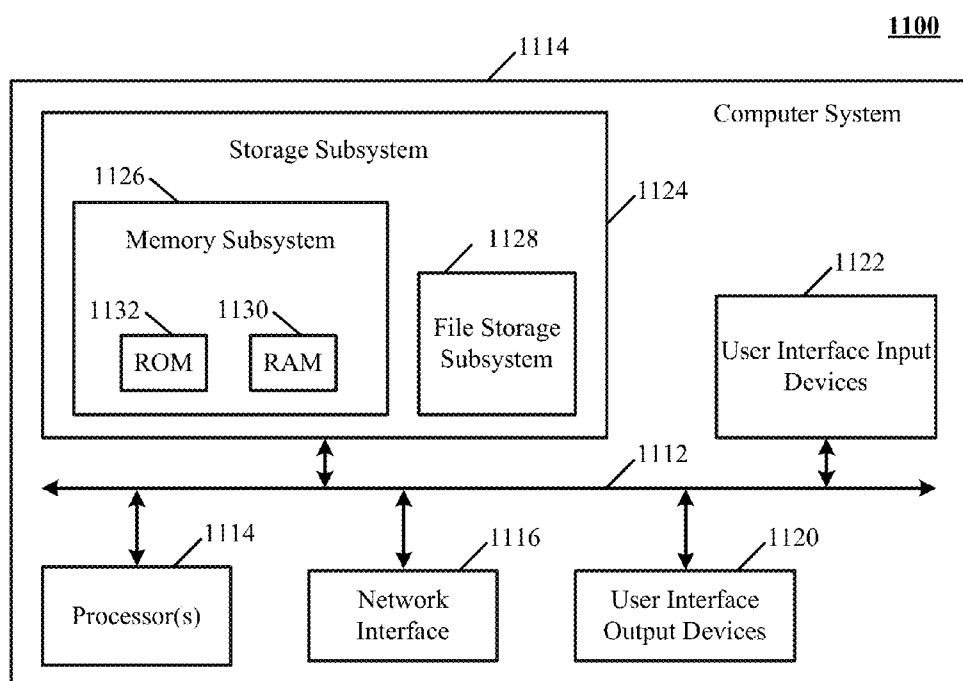 1100
1114
Computer System
Storage Subsystem
1126
1124
Memory Subsystem
1128
1122
1132
1130
File Storage
Subsystem
User Interface Input
Devices
ROM
RAM
1112
1114
1116
1120
Processor(s)
Network
Interface
User Interface
Output Devices